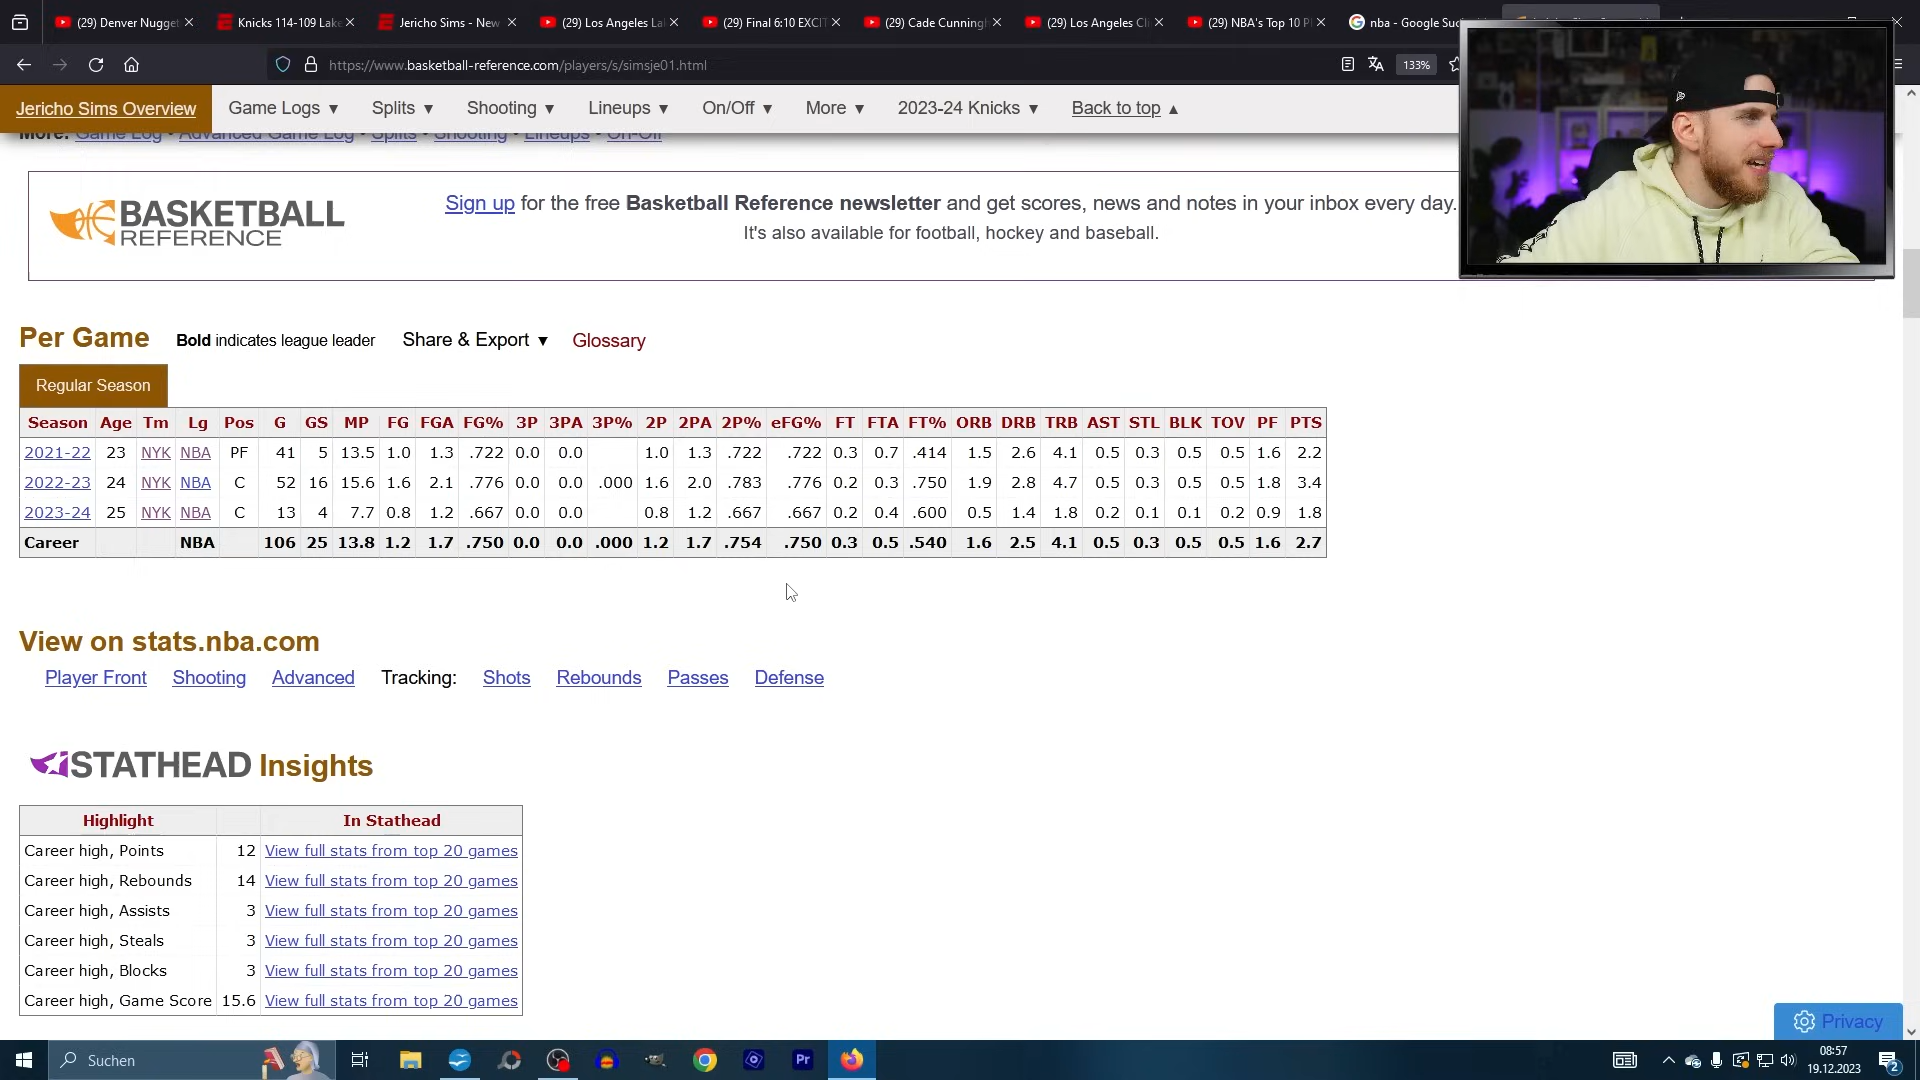 (29) Denver Nugget Knicks 114-109 Lake Jericho Sims - New (29) Los Angeles La (29) Final 6:10 EXCIT (29) Cade Cunningh (29) Los Angeles Cl (29) NBA's Top 10 P nba - Google Su
https://www.basketball-reference.com/players/s/simsje01.html 133%
Jericho Sims Overview Game Logs ▼ Splits ▼ Shooting ▼ Lineups ▼ On/Off ▼ More ▼ 2023-24 Knicks ▼ Back to top ▲
More: Game Log · Advanced Game Log · Splits · Shooting · Lineups · On-Off
BASKETBALL
REFERENCE
Sign up for the free Basketball Reference newsletter and get scores, news and notes in your inbox every day.
It's also available for football, hockey and baseball.
Per Game Bold indicates league leader Share & Export ▼ Glossary
Regular Season
Season Age Tm Lg Pos G GS MP FG FGA FG% 3P 3PA 3P% 2P 2PA 2P% eFG% FT FTA FT% ORB DRB TRB AST STL BLK TOV PF PTS
2021-22 23 NYK NBA PF 41 5 13.5 1.0 1.3 .722 0.0 0.0 1.0 1.3 .722 .722 0.3 0.7 .414 1.5 2.6 4.1 0.5 0.3 0.5 0.5 1.6 2.2
2022-23 24 NYK NBA C 52 16 15.6 1.6 2.1 .776 0.0 0.0 .000 1.6 2.0 .783 .776 0.2 0.3 .750 1.9 2.8 4.7 0.5 0.3 0.5 0.5 1.8 3.4
2023-24 25 NYK NBA C 13 4 7.7 0.8 1.2 .667 0.0 0.0 0.8 1.2 .667 .667 0.2 0.4 .600 0.5 1.4 1.8 0.2 0.1 0.1 0.2 0.9 1.8
Career NBA 106 25 13.8 1.2 1.7 .750 0.0 0.0 .000 1.2 1.7 .754 .750 0.3 0.5 .540 1.6 2.5 4.1 0.5 0.3 0.5 0.5 1.6 2.7
View on stats.nba.com
Player Front Shooting Advanced Tracking: Shots Rebounds Passes Defense
STATHEAD Insights
Highlight In Stathead
Career high, Points 12 View full stats from top 20 games
Career high, Rebounds 14 View full stats from top 20 games
Career high, Assists 3 View full stats from top 20 games
Career high, Steals 3 View full stats from top 20 games
Career high, Blocks 3 View full stats from top 20 games
Career high, Game Score 15.6 View full stats from top 20 games
Privacy
Suchen Pr 08:57
19.12.2023 2